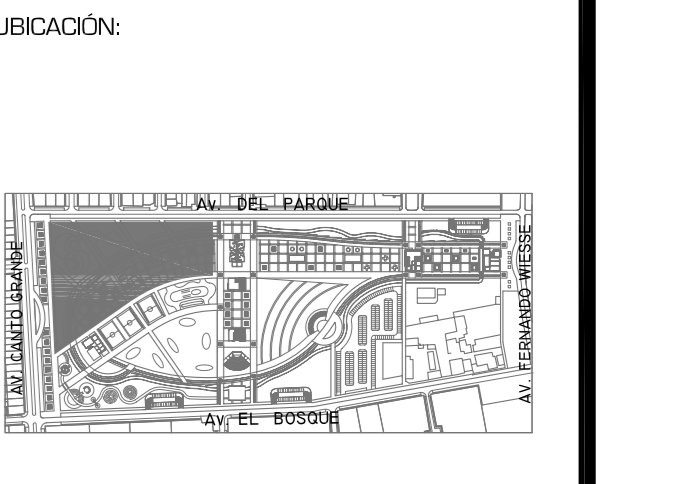 UBICACIÓN:
AV. DEL PARQUE
AV. CANTO GRANDE
AV. FERNANDO WIESSE
Av. EL BOSQUE